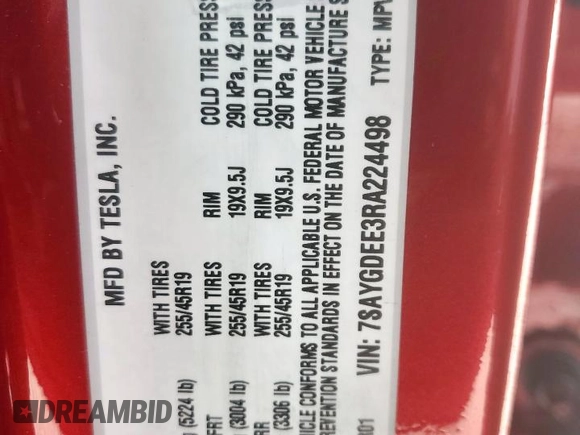 MFD BY TESLA, INC.
(5224 lb) WITH TIRES
255/45R19
FRT WITH TIRES RIM COLD TIRE PRESS
(3004 lb) 255/45R19 19X9.5J 290 kPa, 42 psi
RR WITH TIRES RIM COLD TIRE PRES
(3306 lb) 255/45R19 19X9.5J 290 kPa, 42 psi
HICLE CONFORMS TO ALL APPLICABLE U.S. FEDERAL MOTOR VEHICLE
REVENTION STANDARDS IN EFFECT ON THE DATE OF MANUFACTURE S
VIN: 7SAYGDEE3RA224498 TYPE: MPV
DREAMBID